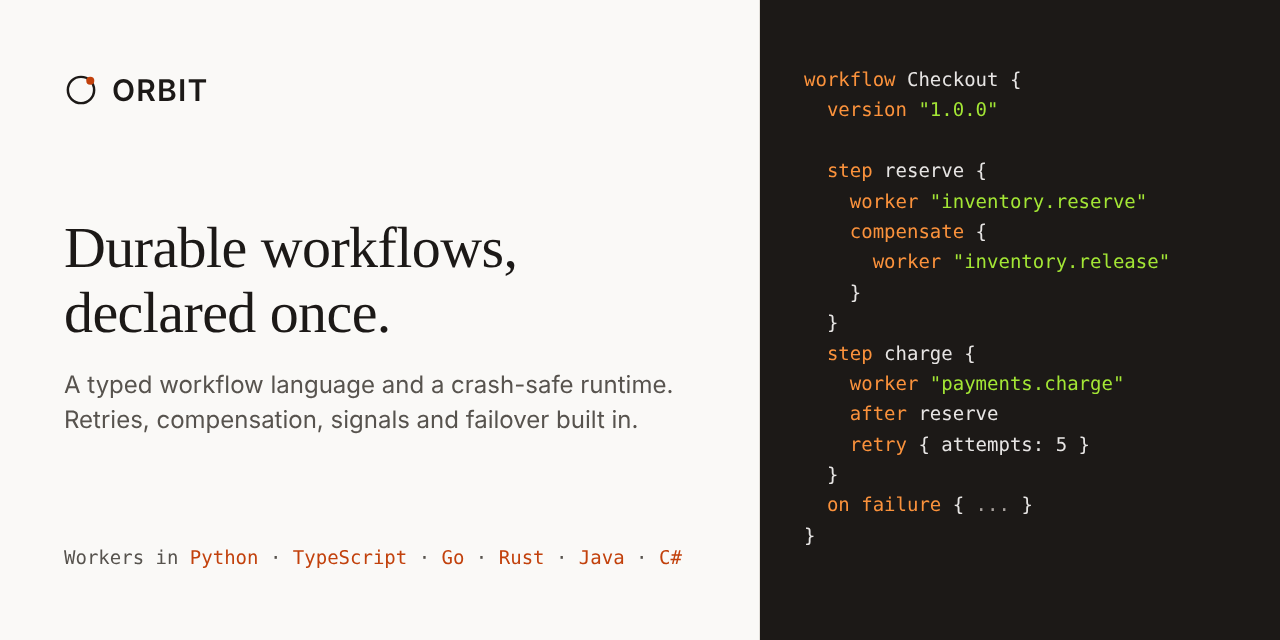 ORBIT
Durable workflows,
declared once.
A typed workflow language and a crash-safe runtime.
Retries, compensation, signals and failover built in.
Workers in Python · TypeScript · Go · Rust · Java · C#
workflow Checkout {
  version "1.0.0"

  step reserve {
    worker "inventory.reserve"
    compensate {
      worker "inventory.release"
    }
  }
  step charge {
    worker "payments.charge"
    after reserve
    retry { attempts: 5 }
  }
  on failure { ... }
}